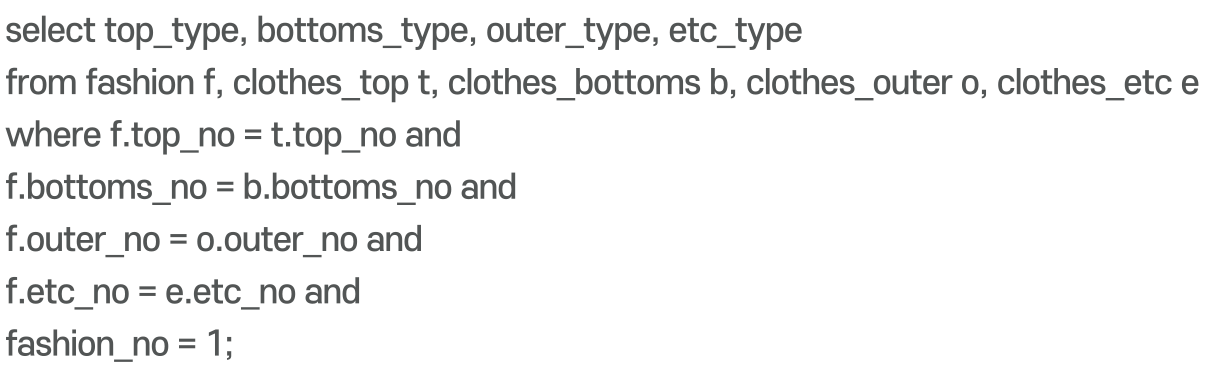 select top_type, bottoms_type, outer_type, etc_type
from fashion f, clothes_top t, clothes_bottoms b, clothes_outer o, clothes_etc e
where f.top_no = t.top_no and
f.bottoms_no = b.bottoms_no and
f.outer_no = o.outer_no and
f.etc_no = e.etc_no and
fashion_no = 1;